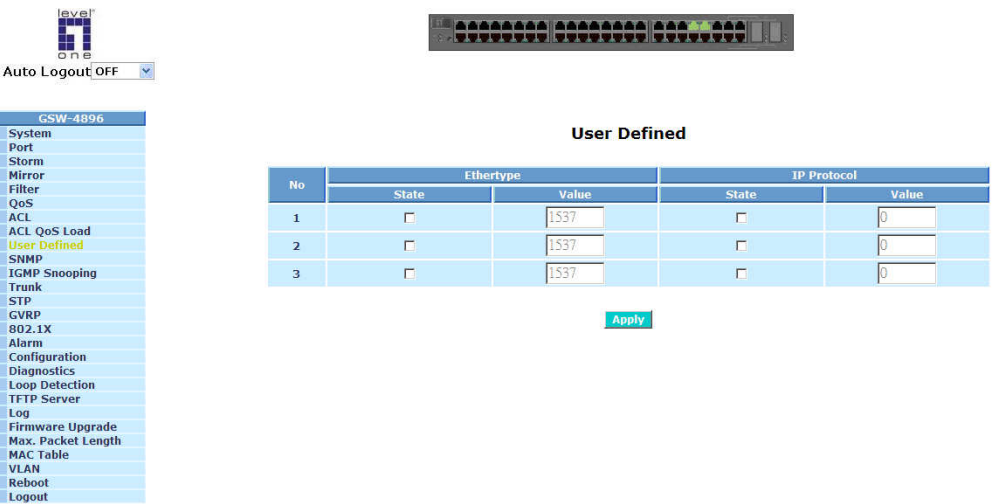 level
one
Auto Logout OFF
GSW-4896
System
Port
Storm
Mirror
Filter
QoS
ACL
ACL QoS Load
User Defined
SNMP
IGMP Snooping
Trunk
STP
GVRP
802.1X
Alarm
Configuration
Diagnostics
Loop Detection
TFTP Server
Log
Firmware Upgrade
Max. Packet Length
MAC Table
VLAN
Reboot
Logout
User Defined
No Ethertype IP Protocol
State Value State Value
1 1537 0
2 1537 0
3 1537 0
Apply